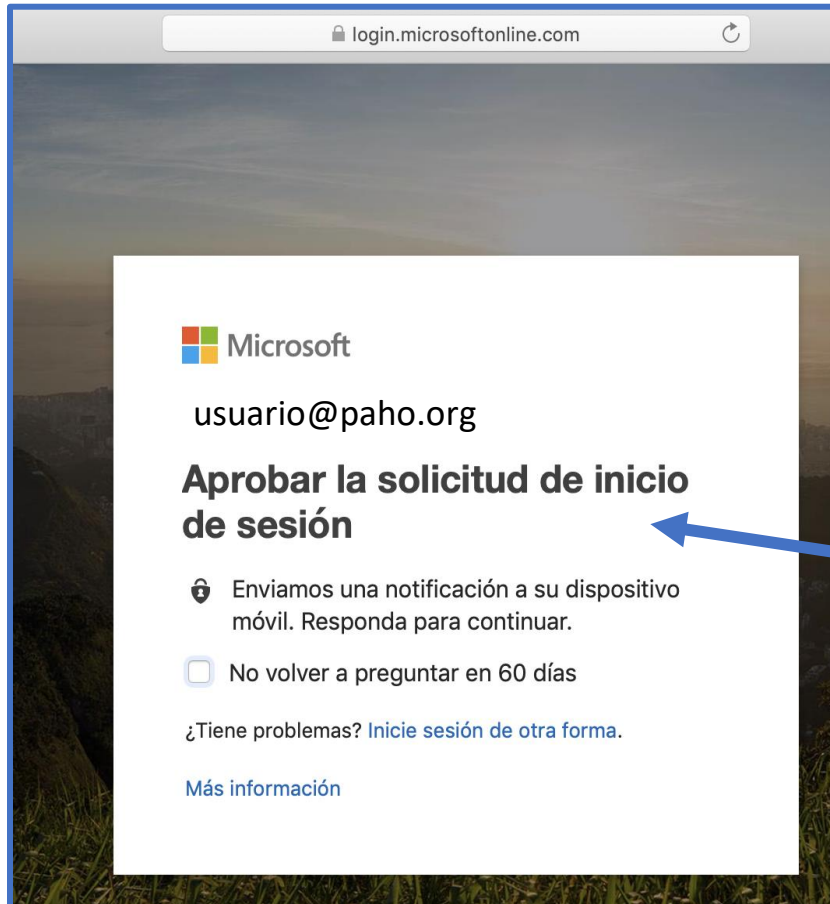 login.microsoftonline.com
Microsoft
usuario@paho.org
Aprobar la solicitud de inicio
de sesión
Enviamos una notificación a su dispositivo
móvil. Responda para continuar.
No volver a preguntar en 60 días
¿Tiene problemas? Inicie sesión de otra forma.
Más información